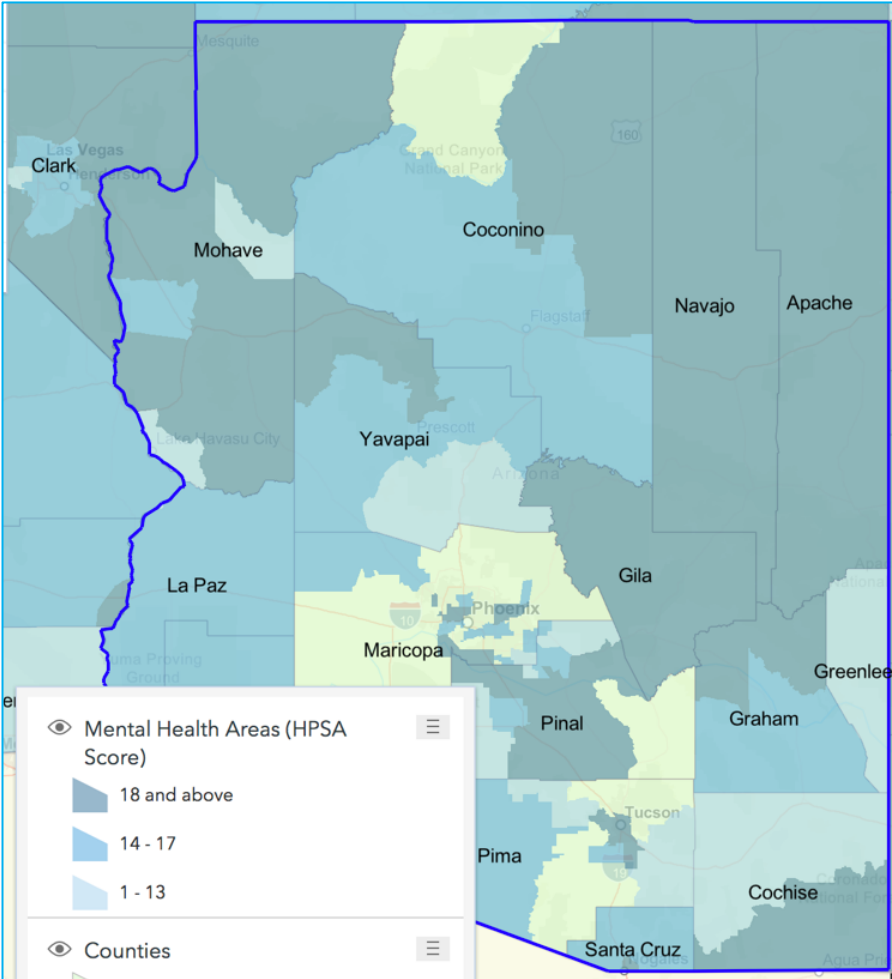 Mesquite
160
Las Vegas
Clark
Henderson
Grand Canyon
National Park
Mohave
Coconino
Navajo
Apache
Flagstaff
Yavapai
Prescott
Lake Havasu City
Arizona
La Paz
Gila
Phoenix
10
Maricopa
Yuma Proving
Ground
Greenlee
Pinal
Graham
Mental Health Areas (HPSA
Score)
18 and above
14 - 17
1 - 13
Tucson
Pima
19
Cochise
Counties
Santa Cruz
Nogales